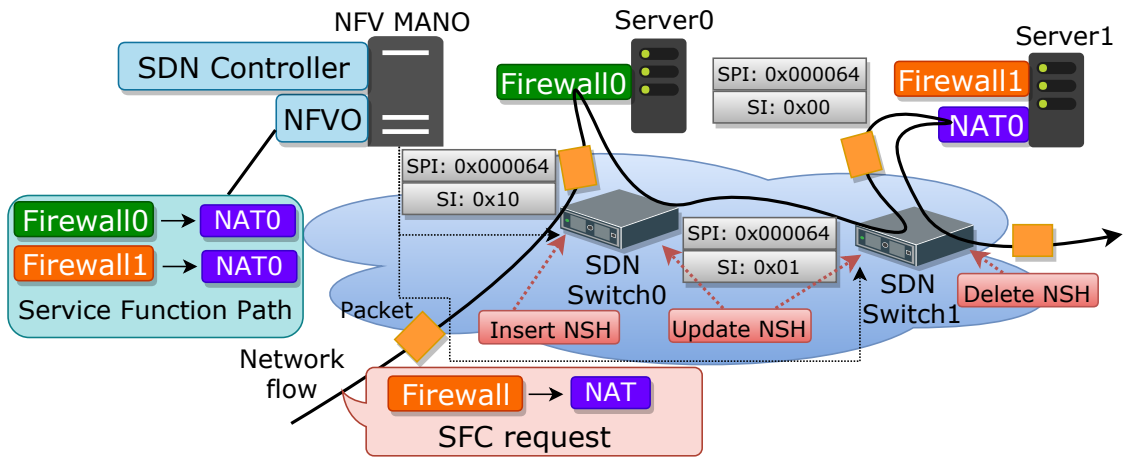 NFV MANO
Server0
Server1
SDN Controller
NFVO
Firewall0
SPI: 0x000064
SI: 0x00
Firewall1
NAT0
SPI: 0x000064
SI: 0x10
Firewall0
NAT0
Firewall1
NAT0
Service Function Path
SPI: 0x000064
SI: 0x01
SDN
Switch0
SDN
Switch1
Delete NSH
Packet
Insert NSH
Update NSH
Network
flow
Firewall
NAT
SFC request